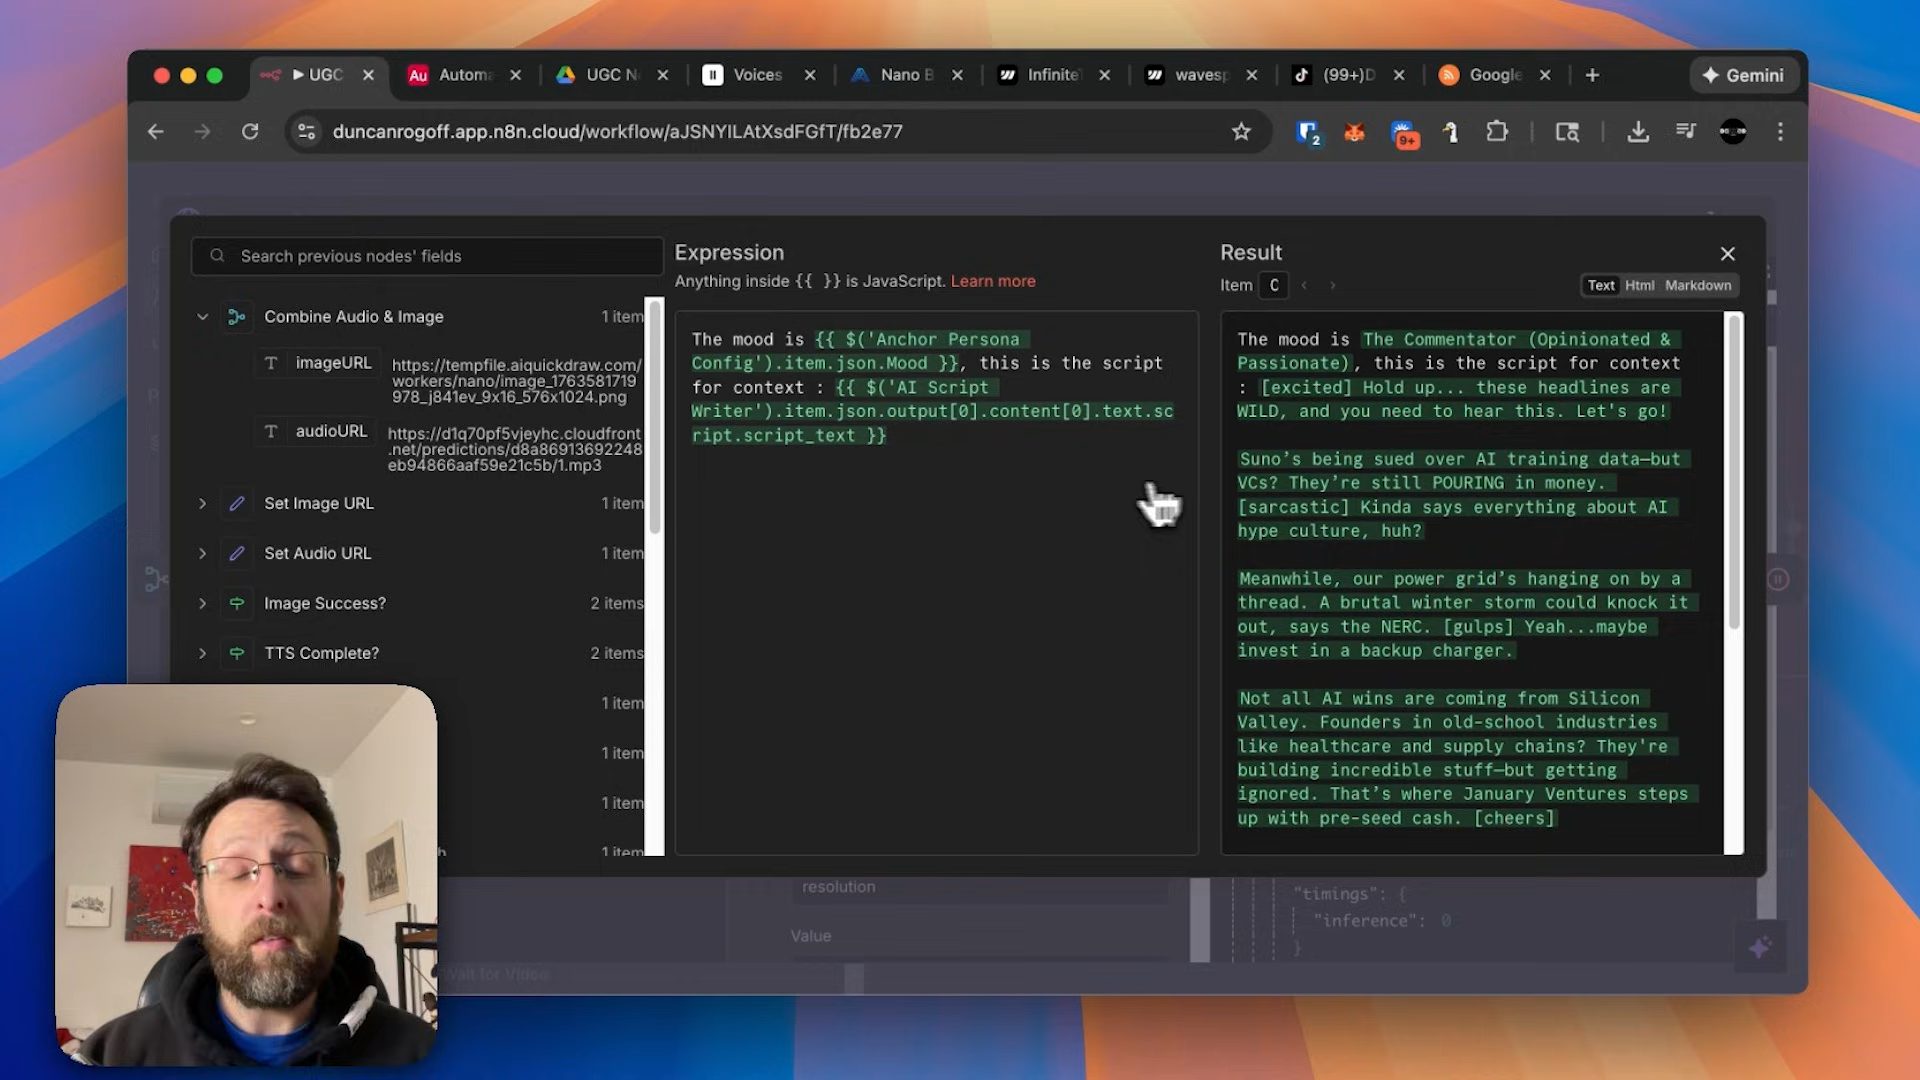 UGC
Au Automa
UGC N
Voices
Nano B
Infinite
wavesp
(99+)D
Google
Gemini
duncanrogoff.app.n8n.cloud/workflow/aJSNYlLAtXsdFGfT/fb2e77
2
9+
Search previous nodes' fields
Combine Audio & Image 1 item
T imageURL https://tempfile.aiquickdraw.com/
workers/nano/image_1763581719
978_j841ev_9x16_576x1024.png
T audioURL https://d1q70pf5vjeyhc.cloudfront
.net/predictions/d8a86913692248
eb94866aaf59e21c5b/1.mp3
Set Image URL 1 item
Set Audio URL 1 item
Image Success? 2 items
TTS Complete? 2 items
1 item
1 item
1 item
1 item
Expression
Anything inside {{ }} is JavaScript. Learn more
The mood is {{ $('Anchor Persona
Config').item.json.Mood }}, this is the script
for context : {{ $('AI Script
Writer').item.json.output[0].content[0].text.sc
ript.script_text }}
Result
Item C
Text Html Markdown
The mood is The Commentator (Opinionated &
Passionate), this is the script for context
: [excited] Hold up... these headlines are
WILD, and you need to hear this. Let's go!
Suno’s being sued over AI training data—but
VCs? They’re still POURING in money.
[sarcastic] Kinda says everything about AI
hype culture, huh?
Meanwhile, our power grid’s hanging on by a
thread. A brutal winter storm could knock it
out, says the NERC. [gulps] Yeah...maybe
invest in a backup charger.
Not all AI wins are coming from Silicon
Valley. Founders in old-school industries
like healthcare and supply chains? They're
building incredible stuff—but getting
ignored. That’s where January Ventures steps
up with pre-seed cash. [cheers]
resolution
Value
Wait for Video
"timings": {
"inference": 0
}